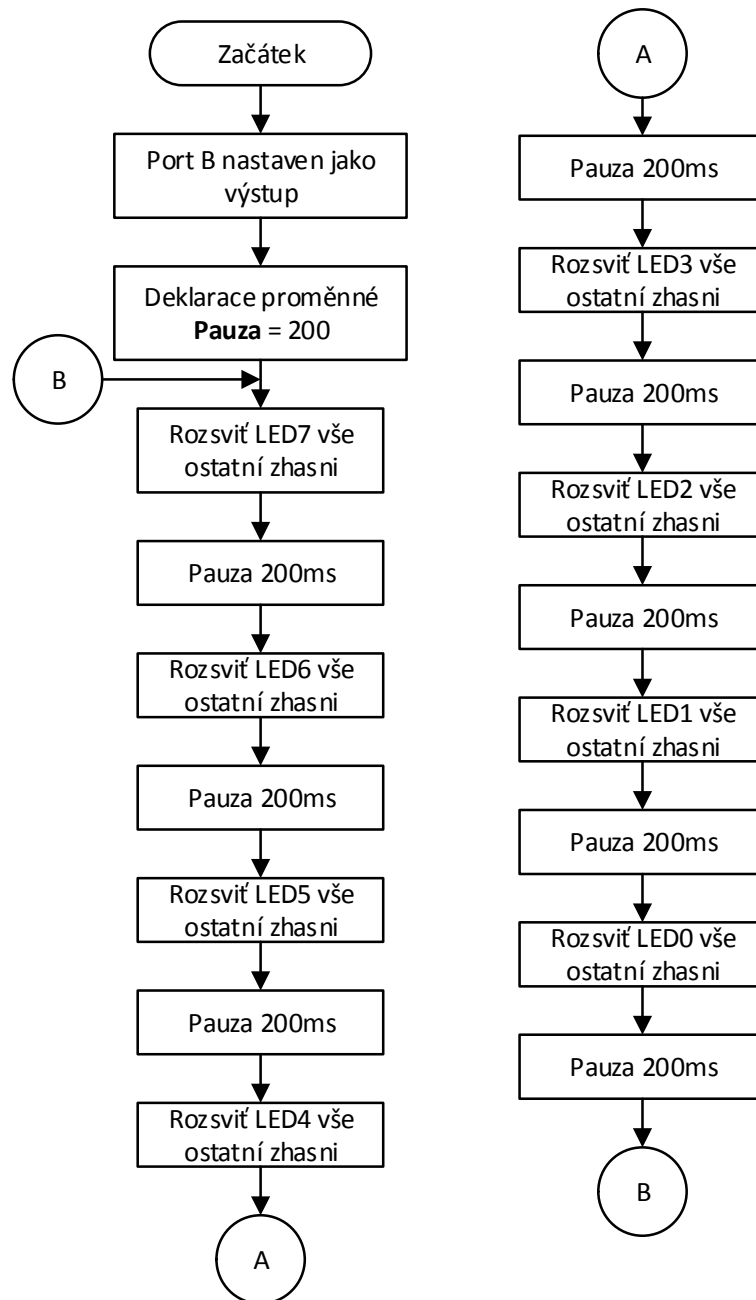 Začátek
Port B nastaven jako
výstup
Deklarace proměnné
Pauza = 200
B
Rozsviť LED7 vše
ostatní zhasni
Pauza 200ms
Rozsviť LED6 vše
ostatní zhasni
Pauza 200ms
Rozsviť LED5 vše
ostatní zhasni
Pauza 200ms
Rozsviť LED4 vše
ostatní zhasni
A
A
Pauza 200ms
Rozsviť LED3 vše
ostatní zhasni
Pauza 200ms
Rozsviť LED2 vše
ostatní zhasni
Pauza 200ms
Rozsviť LED1 vše
ostatní zhasni
Pauza 200ms
Rozsviť LED0 vše
ostatní zhasni
Pauza 200ms
B